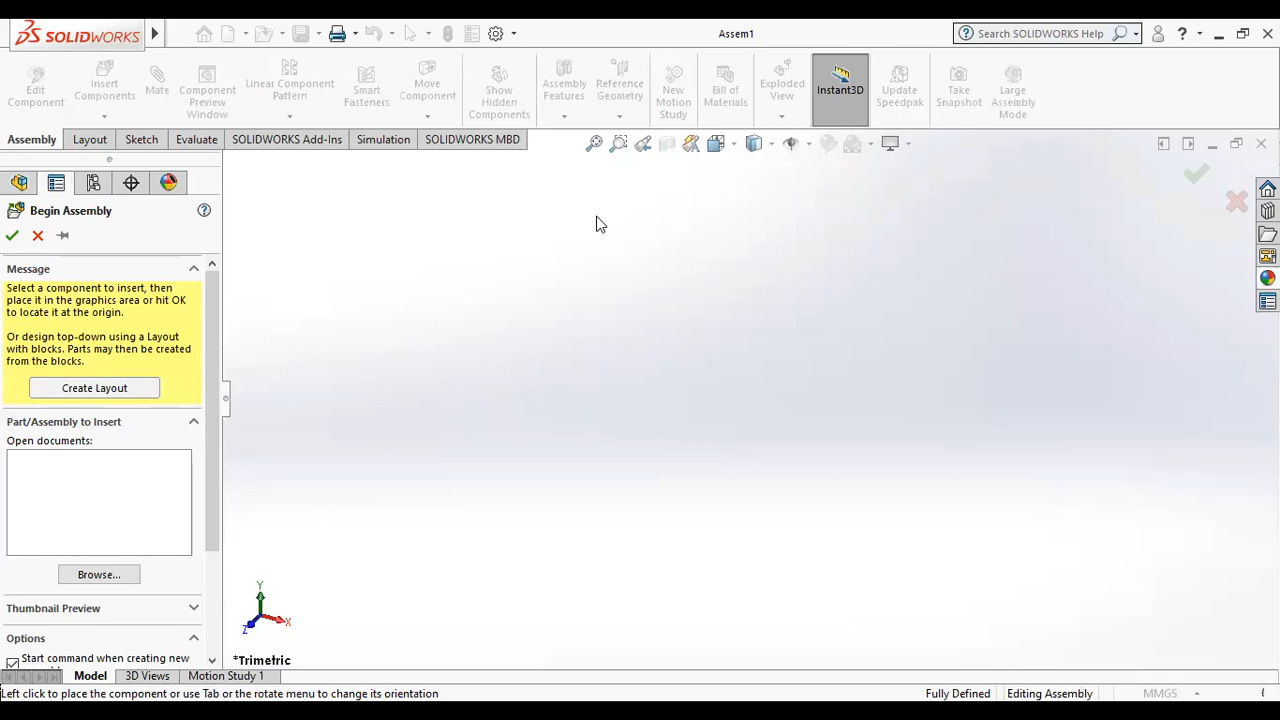 SOLIDWORKS
Assem1
Search SOLIDWORKS Help
?
Edit
Component
Insert
Components
Mate
Component
Preview
Window
Linear Component
Pattern
Smart
Fasteners
Move
Component
Show
Hidden
Components
Assembly
Features
Reference
Geometry
New
Motion
Study
Bill of
Materials
Exploded
View
Instant3D
Update
Speedpak
Take
Snapshot
Large
Assembly
Mode
Assembly
Layout
Sketch
Evaluate
SOLIDWORKS Add-Ins
Simulation
SOLIDWORKS MBD
Begin Assembly
?
Message
Select a component to insert, then
place it in the graphics area or hit OK
to locate it at the origin.
Or design top-down using a Layout
with blocks. Parts may then be created
from the blocks.
Create Layout
Part/Assembly to Insert
Open documents:
Browse...
Thumbnail Preview
Options
Start command when creating new
Y
X
Z
*Trimetric
Model
3D Views
Motion Study 1
Left click to place the component or use Tab or the rotate menu to change its orientation
Fully Defined
Editing Assembly
MMGS